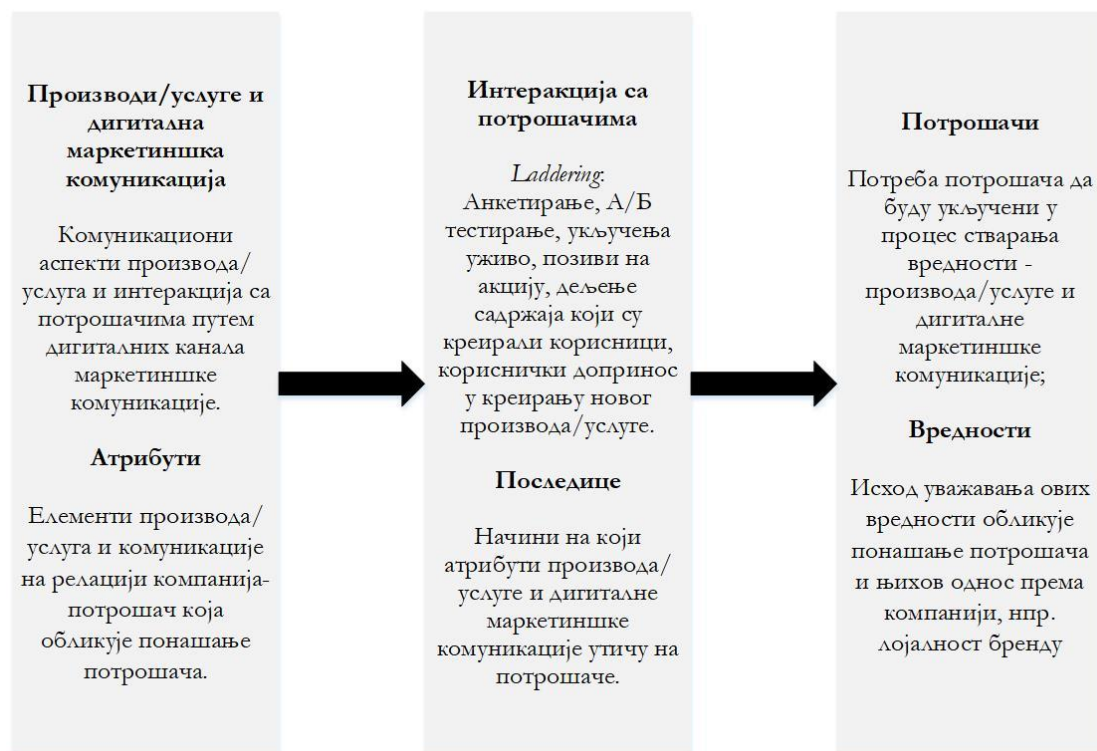 Производи/услуге и
дигитална
маркетиншка
комуникација
Комуникациони
аспекти производа/
услуга и интеракција са
потрошачима путем
дигиталних канала
маркетиншке
комуникације.
Атрибути
Елементи производа/
услуга и комуникације
на релацији компанија-
потрошач која
обликује понашање
потрошача.
Интеракција са
потрошачима
Laddering:
Анкетирање, А/Б
тестирање, укључења
уживо, позиви на
акцију, дељење
садржаја који су
креирали корисници,
кориснички допринос
у креирању новог
производа/услуге.
Последице
Начини на који
атрибути производа/
услуге и дигиталне
маркетиншке
комуникације утичу на
потрошаче.
Потрошачи
Потреба потрошача да
буду укључени у
процес стварања
вредности -
производа/услуге и
дигиталне
маркетиншке
комуникације;
Вредности
Исход уважавања ових
вредности обликује
понашање потрошача
и њихов однос према
компанији, нпр.
лојалност бренду